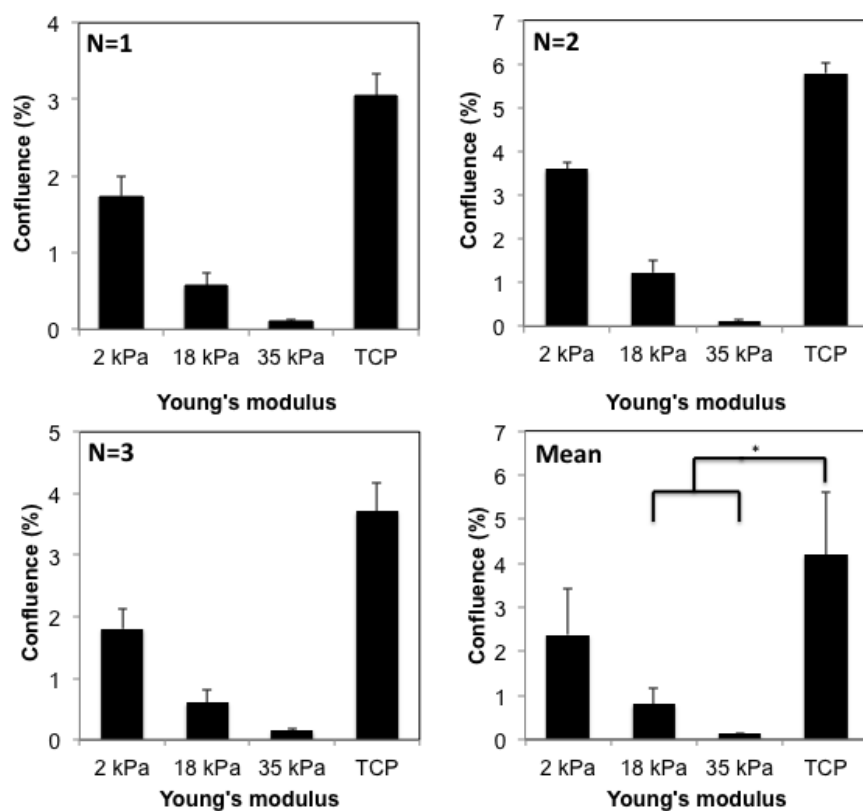 N=1
Confluence (%)
4
3
2
1
0
2 kPa 18 kPa 35 kPa TCP
Young's modulus
N=2
Confluence (%)
7
6
5
4
3
2
1
0
2 kPa 18 kPa 35 kPa TCP
Young's modulus
N=3
Confluence (%)
5
4
3
2
1
0
2 kPa 18 kPa 35 kPa TCP
Young's modulus
Mean
*
Confluence (%)
7
6
5
4
3
2
1
0
2 kPa 18 kPa 35 kPa TCP
Young's modulus